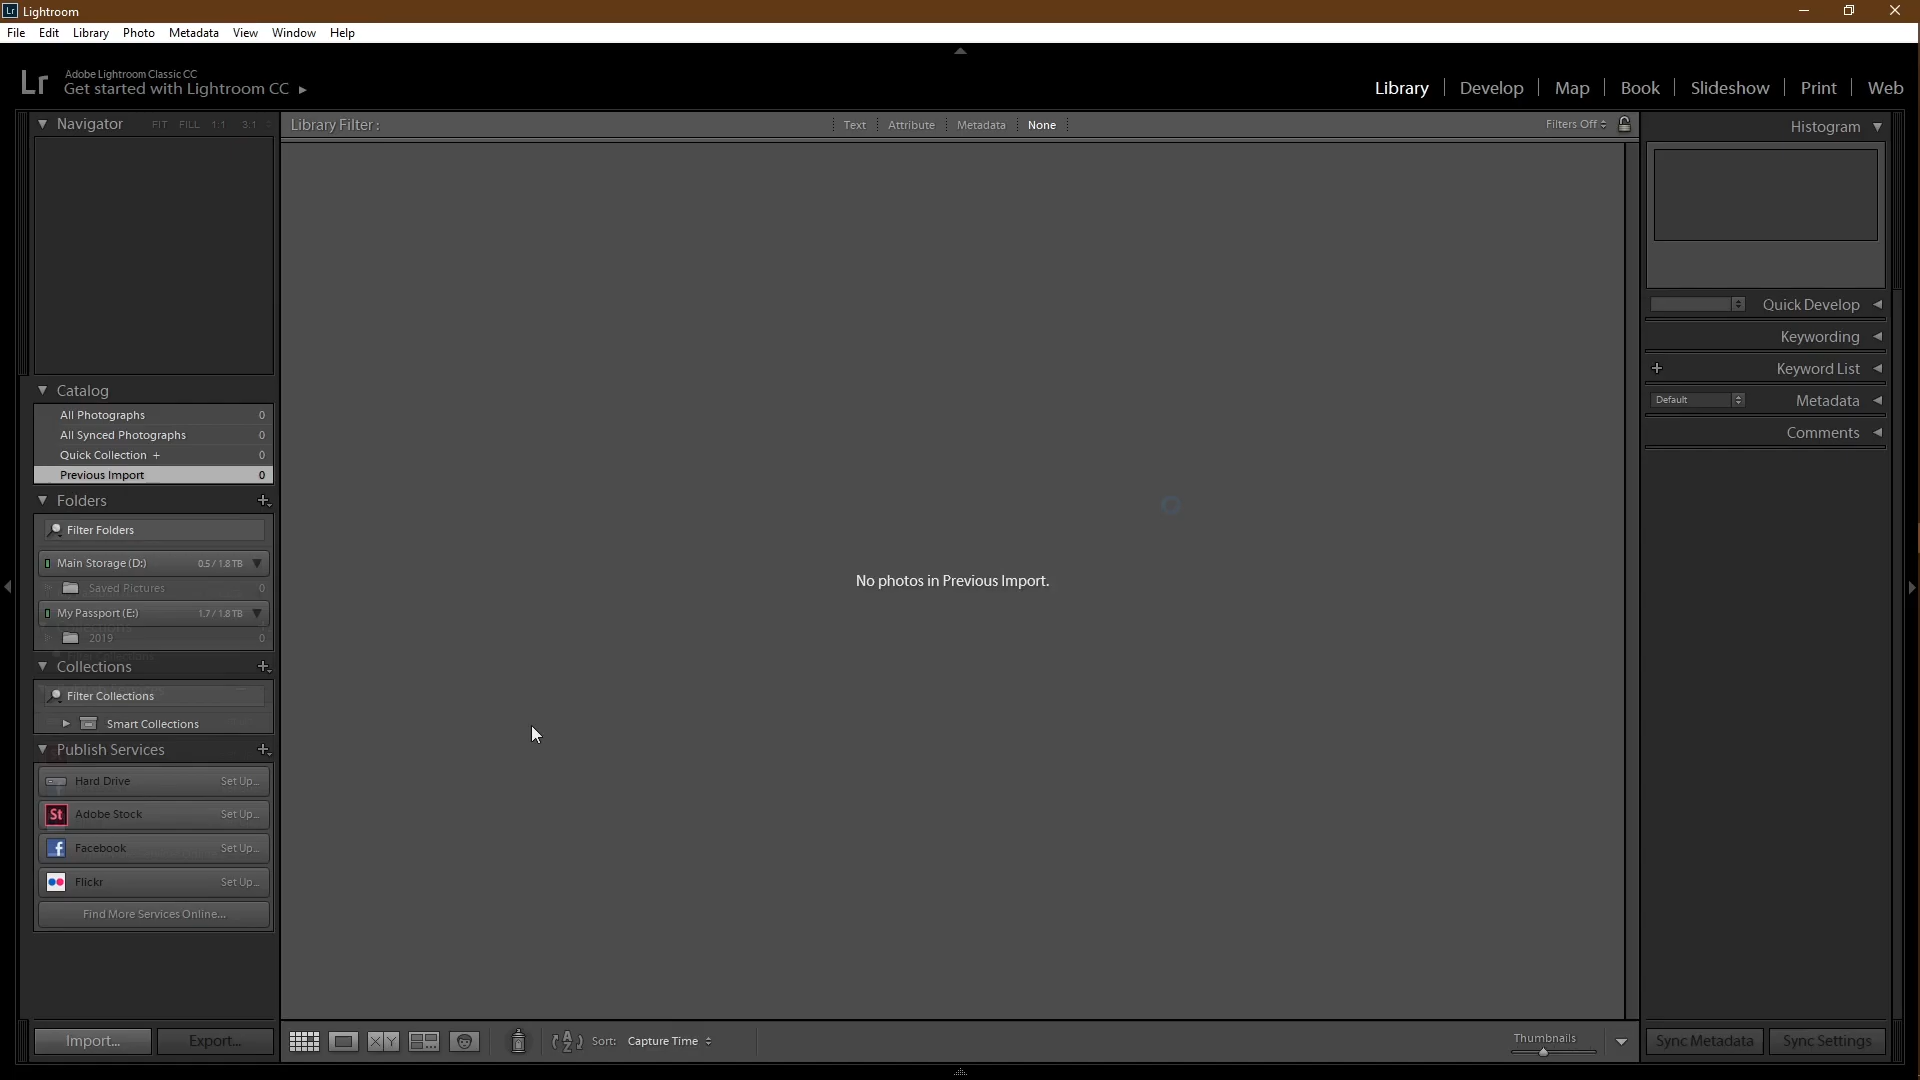 Lr Lightroom
File Edit Library Photo Metadata View Window Help
Lr Adobe Lightroom Classic CC
Get started with Lightroom CC
Library Develop Map Book Slideshow Print Web
Navigator FIT FILL 1:1 3:1
Library Filter : Text Attribute Metadata None Filters Off
Histogram
Quick Develop
Keywording
+ Keyword List
Default Metadata
Comments
Catalog
All Photographs 0
All Synced Photographs 0
Quick Collection + 0
Previous Import 0
Folders +
Filter Folders
Main Storage (D:) 0.5 / 1.8 TB
Saved Pictures 0
My Passport (E:) 1.7 / 1.8 TB
2019 0
Collections +
Filter Collections
Smart Collections
Publish Services +
Hard Drive Set Up...
St Adobe Stock Set Up...
f Facebook Set Up...
Flickr Set Up...
Find More Services Online...
No photos in Previous Import.
Import... Export...
XY
AZ Sort: Capture Time
Thumbnails
Sync Metadata Sync Settings